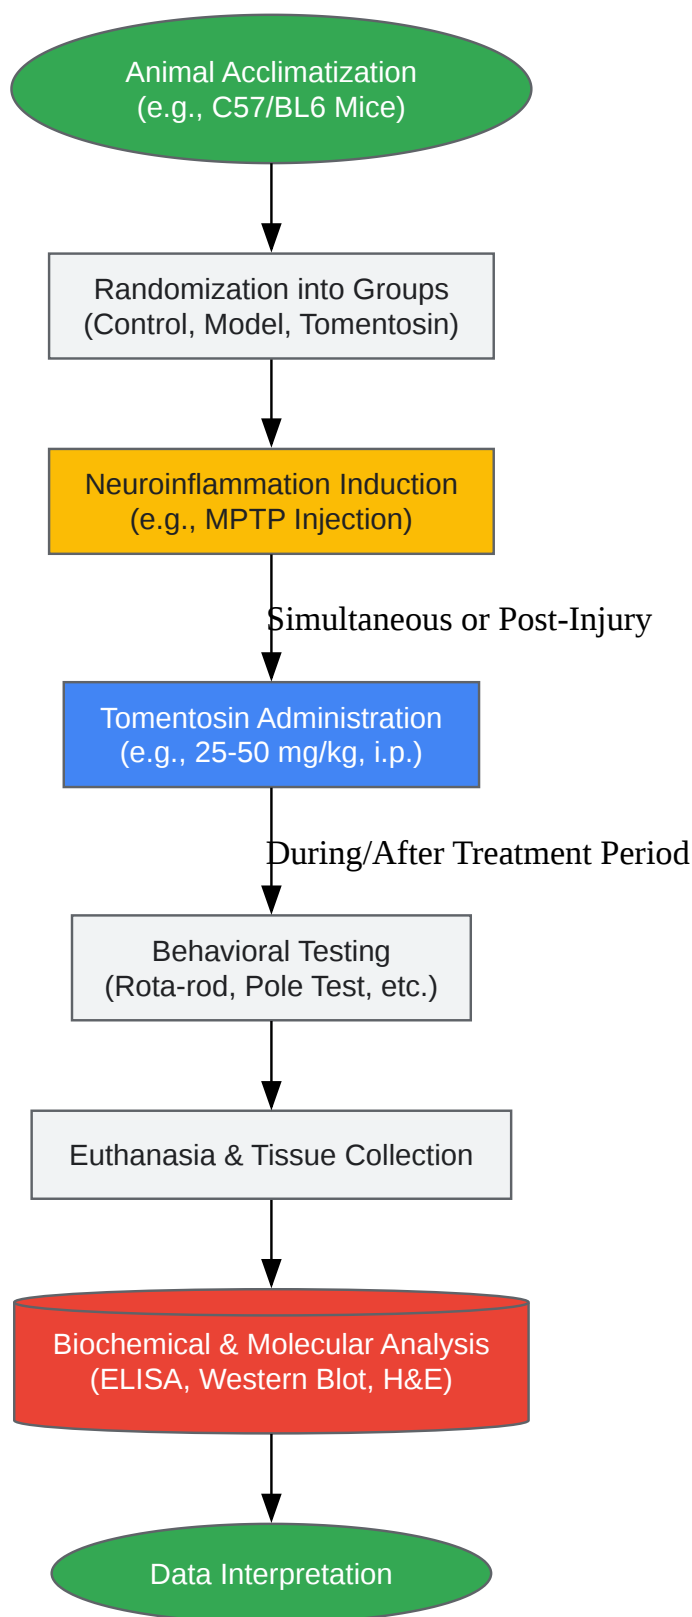 Animal Acclimatization
(e.g., C57/BL6 Mice)
Randomization into Groups
(Control, Model, Tomentosin)
Neuroinflammation Induction
(e.g., MPTP Injection)
Simultaneous or Post-Injury
Tomentosin Administration
(e.g., 25-50 mg/kg, i.p.)
During/After Treatment Period
Behavioral Testing
(Rota-rod, Pole Test, etc.)
Euthanasia & Tissue Collection
Biochemical & Molecular Analysis
(ELISA, Western Blot, H&E)
Data Interpretation